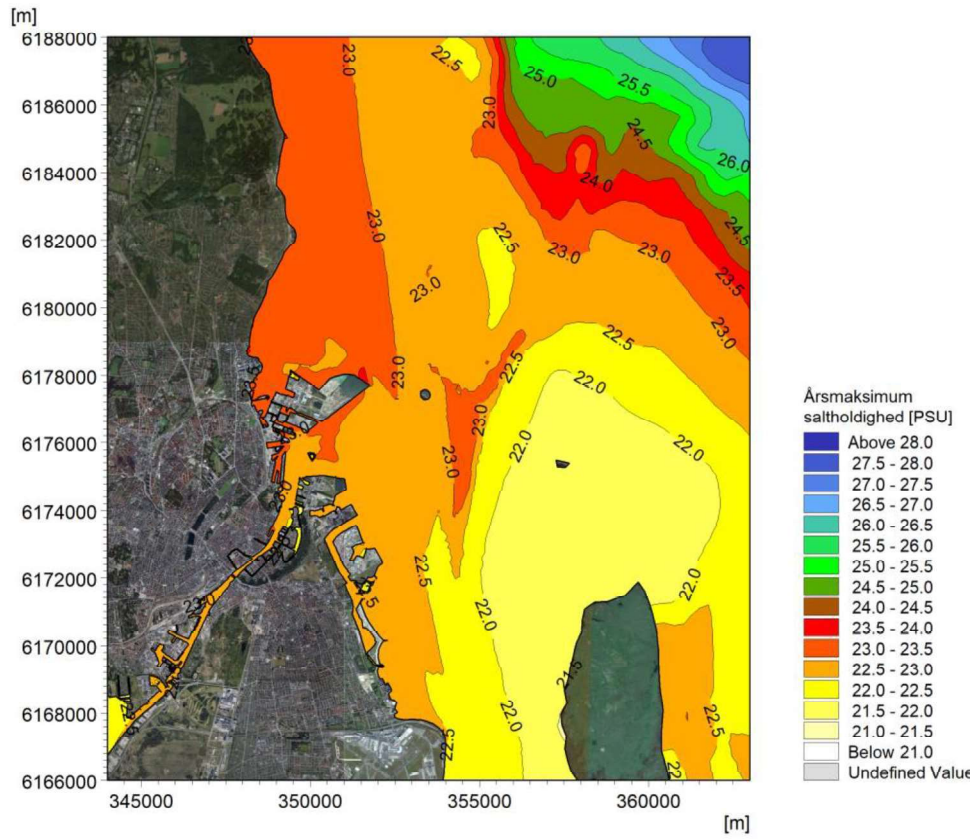 [m]
6188000
6186000
6184000
6182000
6180000
6178000
6176000
6174000
6172000
6170000
6168000
6166000
345000 350000 355000 360000
[m]
23.0
22.5
25.0
25.5
23.0
24.5
26.0
24.0
24.5
23.0
22.5
23.0
23.0
23.5
23.0
23.0
22.5
22.5
22.0
23.0
23.0
22.0
22.5
22.0
22.0
21.5
22.0
22.5
22.5
Årsmaksimum
saltholdighed [PSU]
Above 28.0
27.5 - 28.0
27.0 - 27.5
26.5 - 27.0
26.0 - 26.5
25.5 - 26.0
25.0 - 25.5
24.5 - 25.0
24.0 - 24.5
23.5 - 24.0
23.0 - 23.5
22.5 - 23.0
22.0 - 22.5
21.5 - 22.0
21.0 - 21.5
Below 21.0
Undefined Value